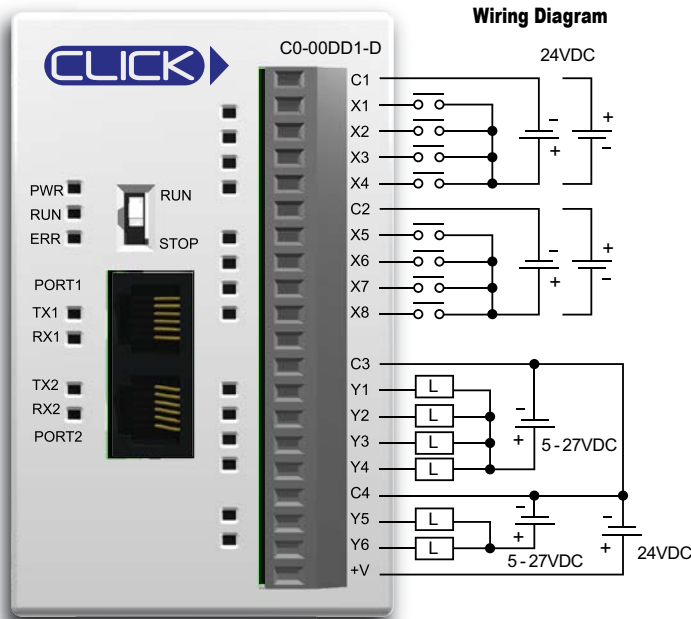 Wiring Diagram
CLICK
C0-00DD1-D
24VDC
C1
X1
X2
X3
X4
C2
X5
X6
X7
X8
C3
Y1
Y2
Y3
Y4
C4
Y5
Y6
+V
PWR
RUN
ERR
RUN
STOP
PORT1
TX1
RX1
TX2
RX2
PORT2
- +
+ -
- +
+ -
L
L
L
L
-
+
5-27VDC
L
L
-
+
5-27VDC
-
+
24VDC